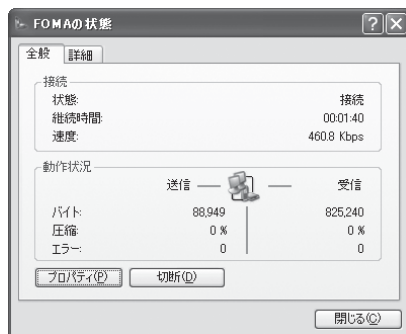 FOMAの状態
全般 詳細
接続
状態: 接続
継続時間: 00:01:40
速度: 460.8 Kbps
動作状況
送信 — — 受信
バイト: 88,949 825,240
圧縮: 0 % 0 %
エラー: 0 0
プロパティ(P) 切断(D)
閉じる(C)